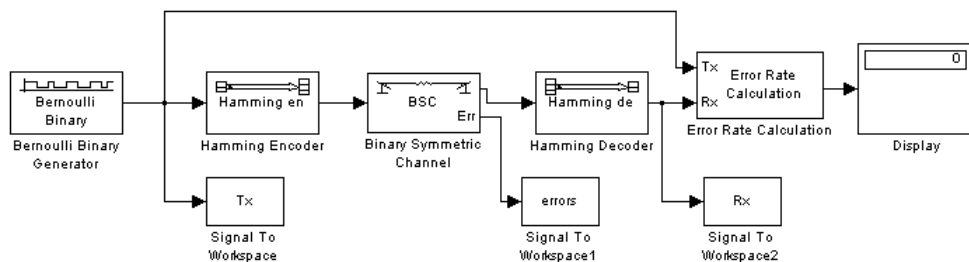 Bernoulli
Binary
Bernoulli Binary
Generator
Hamming en
Hamming Encoder
BSC
Err
Binary Symmetric
Channel
Hamming de
Hamming Decoder
Tx
Rx
Error Rate
Calculation
Error Rate Calculation
0
Display
Tx
Signal To
Workspace
errors
Signal To
Workspace1
Rx
Signal To
Workspace2